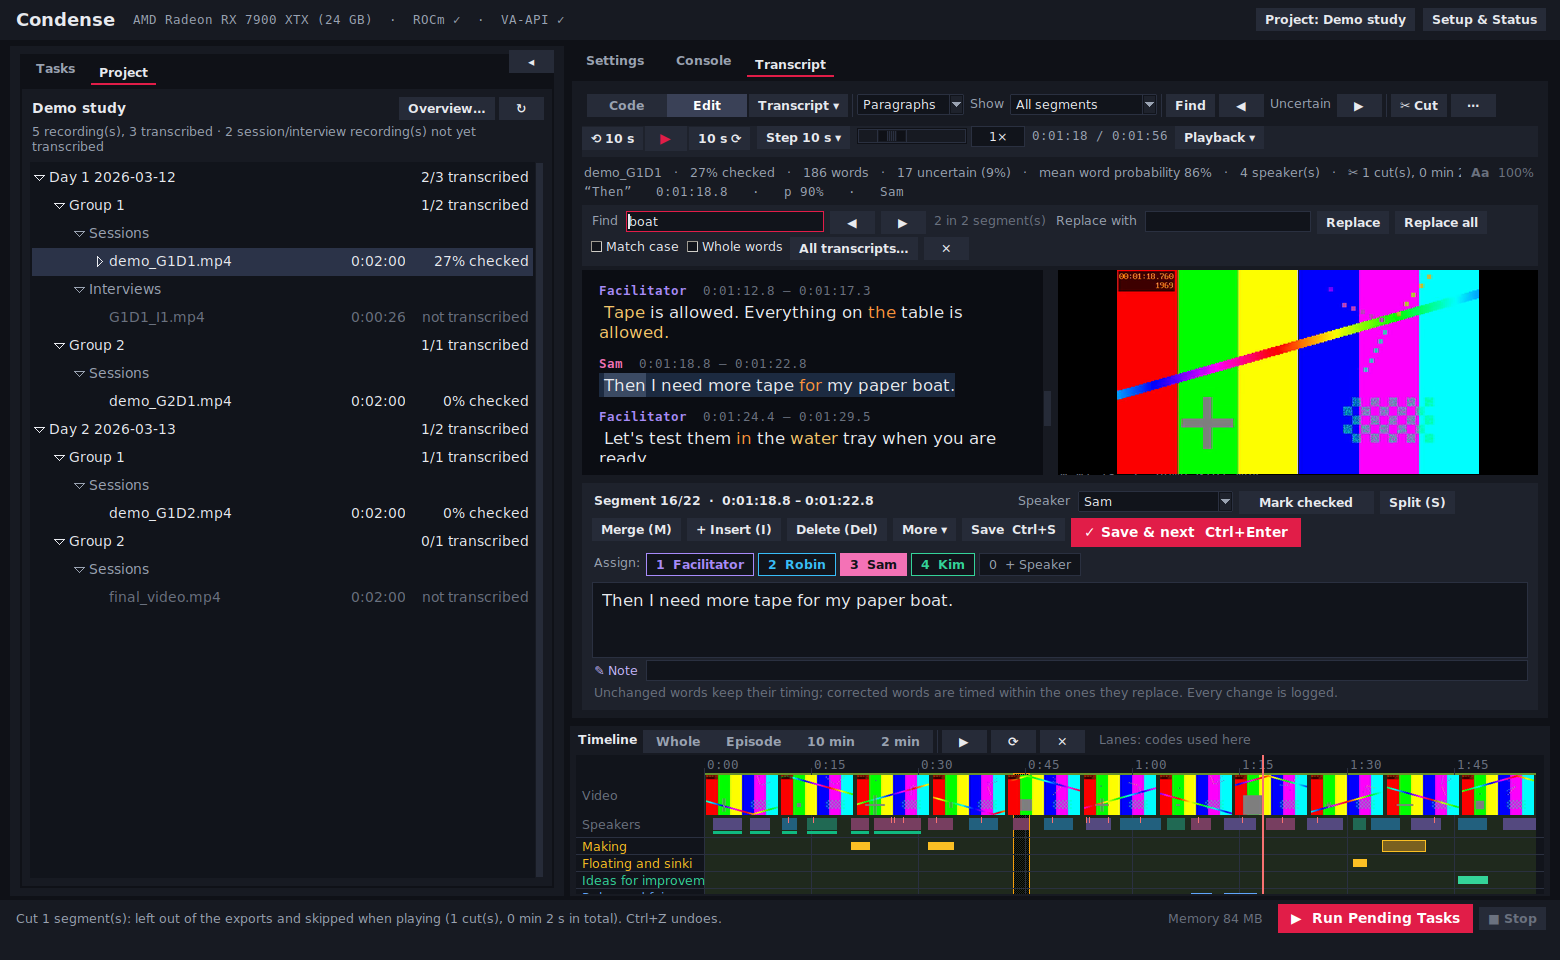 Condense AMD Radeon RX 7900 XTX (24 GB) · ROCm ✓ · VA-API ✓ Project: Demo study Setup & Status
Tasks Project ◂
Demo study Overview… ↻
5 recording(s), 3 transcribed · 2 session/interview recording(s) not yet
transcribed
Day 1 2026-03-12 2/3 transcribed
Group 1 1/2 transcribed
Sessions
demo_G1D1.mp4 0:02:00 27% checked
Interviews
G1D1_I1.mp4 0:00:26 not transcribed
Group 2 1/1 transcribed
Sessions
demo_G2D1.mp4 0:02:00 0% checked
Day 2 2026-03-13 1/2 transcribed
Group 1 1/1 transcribed
Sessions
demo_G1D2.mp4 0:02:00 0% checked
Group 2 0/1 transcribed
Sessions
final_video.mp4 0:02:00 not transcribed
Settings Console Transcript
Code Edit Transcript ▾ Paragraphs Show All segments Find ◀ Uncertain ▶ ✂ Cut …
⟲ 10 s ▶ 10 s ⟳ Step 10 s ▾ 1× 0:01:18 / 0:01:56 Playback ▾
demo_G1D1 · 27% checked · 186 words · 17 uncertain (9%) · mean word probability 86% · 4 speaker(s) · ✂ 1 cut(s), 0 min 2 Aa 100%
“Then” 0:01:18.8 · p 90% · Sam
Find boat ◀ ▶ 2 in 2 segment(s) Replace with Replace Replace all
Match case Whole words All transcripts… ✕
Facilitator 0:01:12.8 – 0:01:17.3
Tape is allowed. Everything on the table is
allowed.
Sam 0:01:18.8 – 0:01:22.8
Then I need more tape for my paper boat.
Facilitator 0:01:24.4 – 0:01:29.5
Let's test them in the water tray when you are
ready
00:01:18.760
1969
Segment 16/22 · 0:01:18.8 – 0:01:22.8 Speaker Sam Mark checked Split (S)
Merge (M) + Insert (I) Delete (Del) More ▾ Save Ctrl+S ✓ Save & next Ctrl+Enter
Assign: 1 Facilitator 2 Robin 3 Sam 4 Kim 0 + Speaker
Then I need more tape for my paper boat.
✎ Note
Unchanged words keep their timing; corrected words are timed within the ones they replace. Every change is logged.
Timeline Whole Episode 10 min 2 min ▶ ⟳ ✕ Lanes: codes used here
0:00 0:15 0:30 0:45 1:00 1:15 1:30 1:45
Video
Speakers
Making
Floating and sinki
Ideas for improvem
Cut 1 segment(s): left out of the exports and skipped when playing (1 cut(s), 0 min 2 s in total). Ctrl+Z undoes. Memory 84 MB ▶ Run Pending Tasks ■ Stop